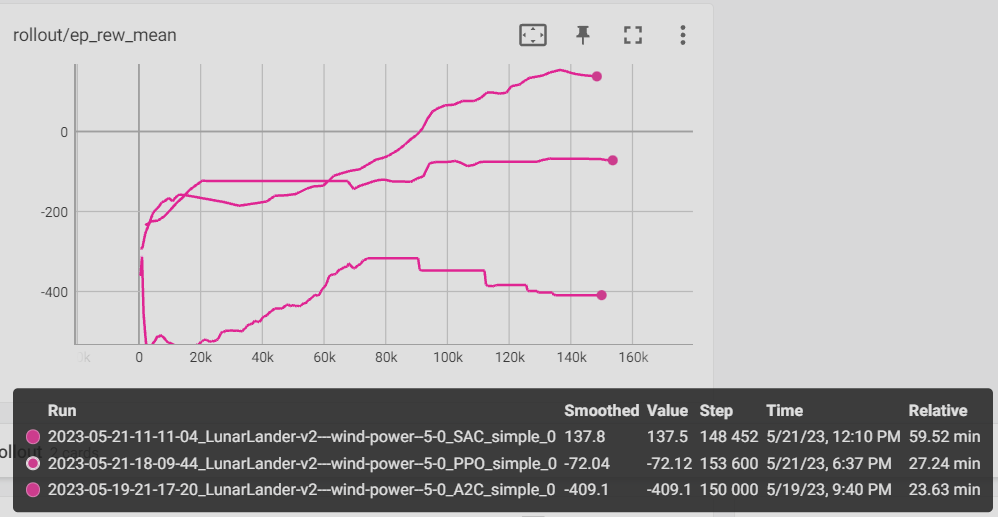 rollout/ep_rew_mean
0
-200
-400
0k 0 20k 40k 60k 80k 100k 120k 140k 160k
Run Smoothed Value Step Time Relative
2023-05-21-11-11-04_LunarLander-v2---wind-power--5-0_SAC_simple_0 137.8 137.5 148 452 5/21/23, 12:10 PM 59.52 min
2023-05-21-18-09-44_LunarLander-v2---wind-power--5-0_PPO_simple_0 -72.04 -72.12 153 600 5/21/23, 6:37 PM 27.24 min
2023-05-19-21-17-20_LunarLander-v2---wind-power--5-0_A2C_simple_0 -409.1 -409.1 150 000 5/19/23, 9:40 PM 23.63 min